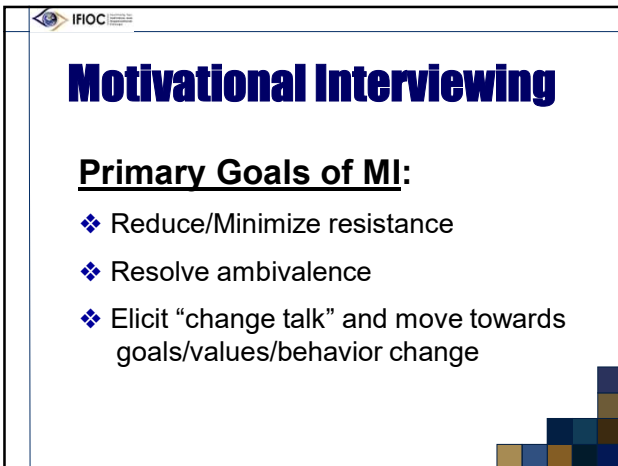 IFIOC
Motivational Interviewing
Primary Goals of MI:
❖ Reduce/Minimize resistance
❖ Resolve ambivalence
❖ Elicit “change talk” and move towards
goals/values/behavior change